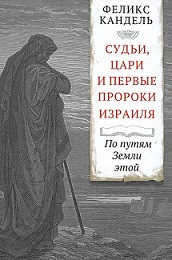 ФЕЛИКС
КАНДЕЛЬ
СУДЬИ,
ЦАРИ
И ПЕРВЫЕ
ПРОРОКИ
ИЗРАИЛЯ
По путям
Земли
этой